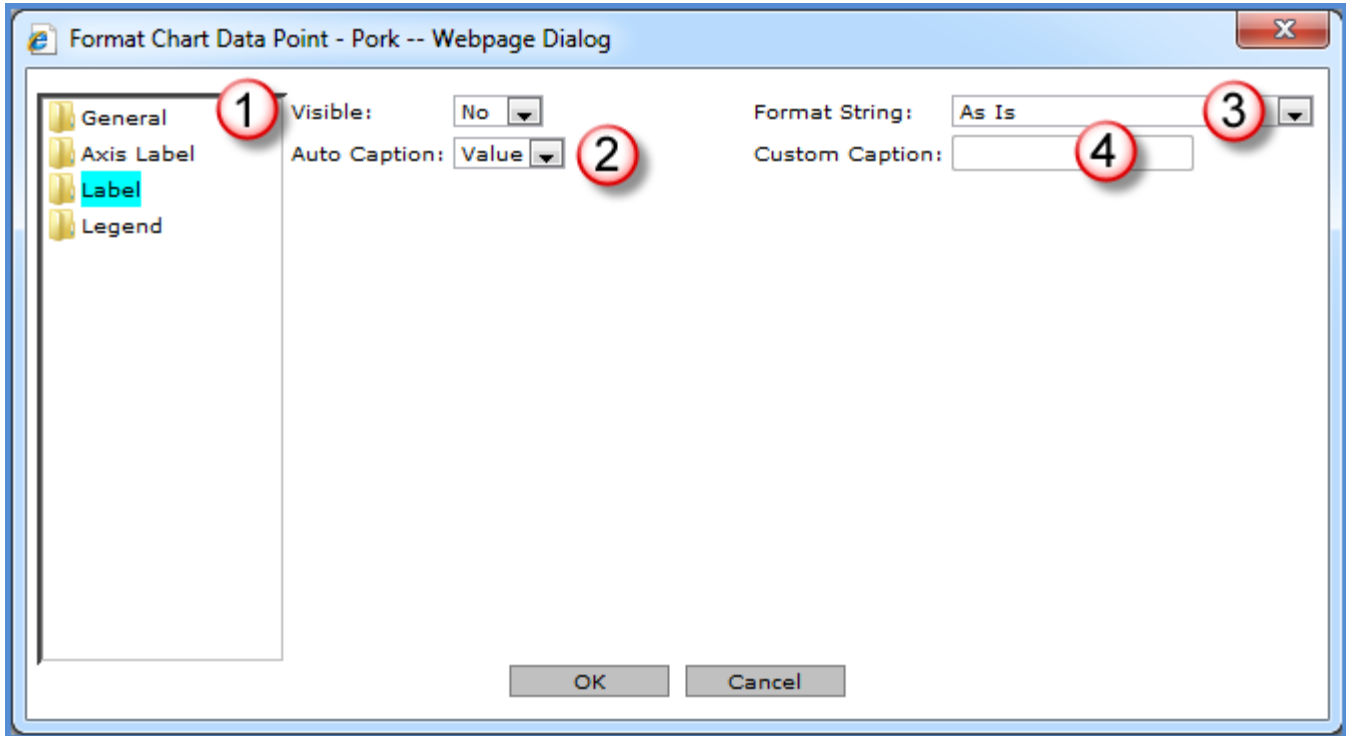 Format Chart Data Point - Pork -- Webpage Dialog
General
Axis Label
Label
Legend
1 Visible: No Format String: As Is 3
Auto Caption: Value 2 Custom Caption: 4
OK Cancel